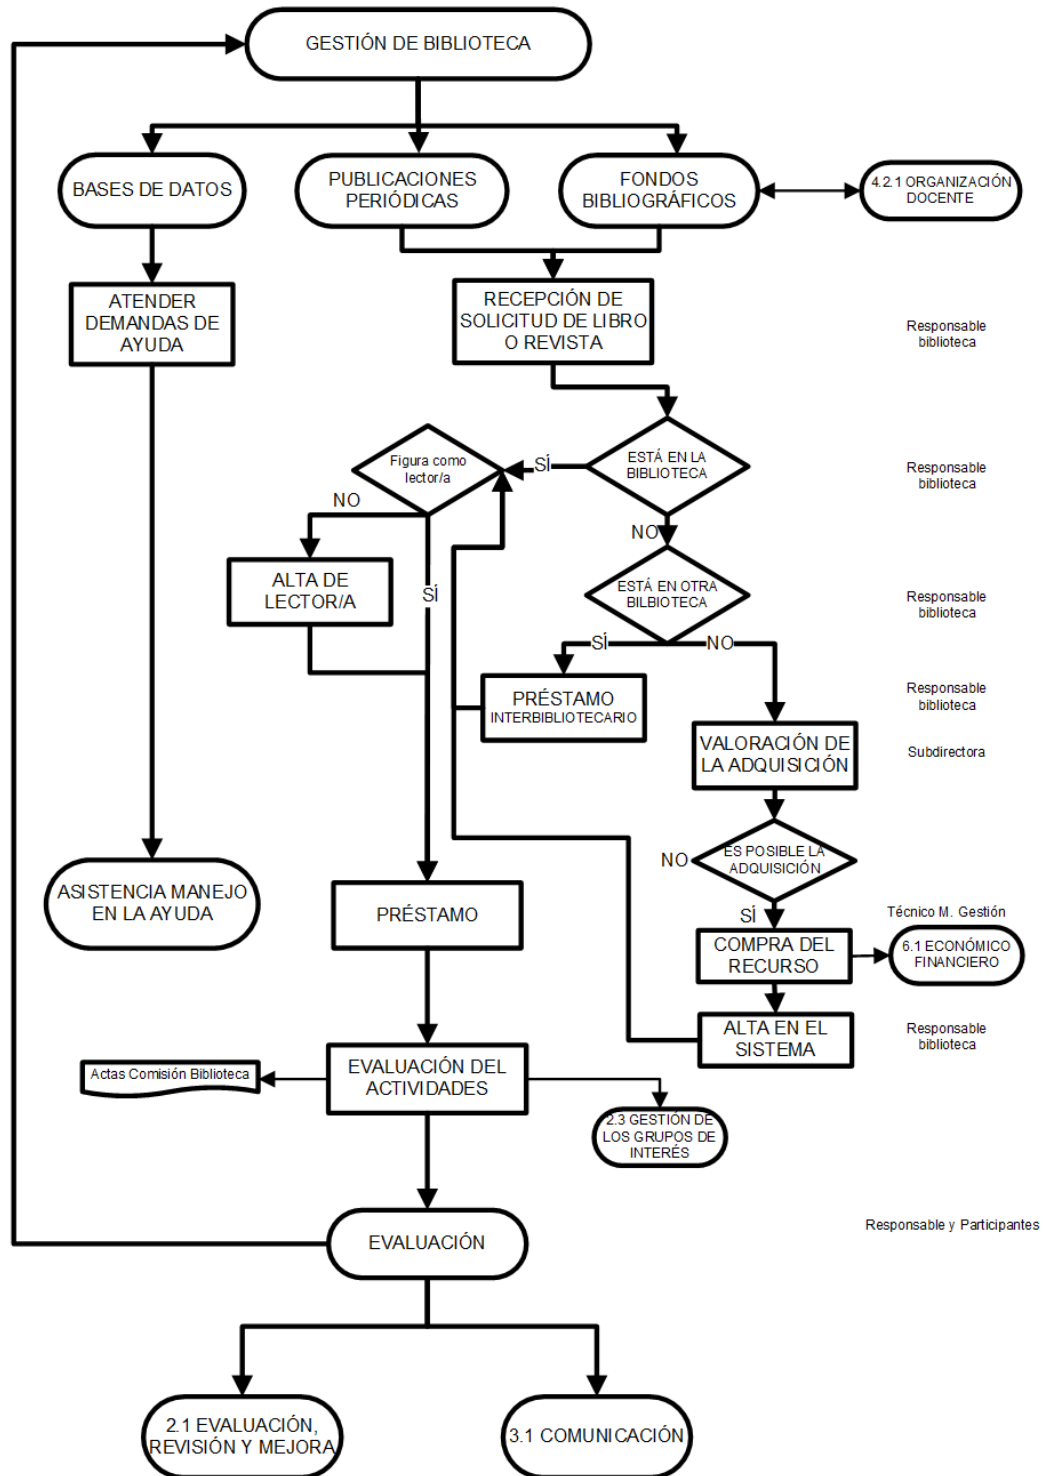 GESTIÓN DE BIBLIOTECA
BASES DE DATOS
PUBLICACIONES
PERIÓDICAS
FONDOS
BIBLIOGRÁFICOS
4.2.1 ORGANIZACIÓN
DOCENTE
ATENDER
DEMANDAS DE
AYUDA
RECEPCIÓN DE
SOLICITUD DE LIBRO
O REVISTA
Responsable
biblioteca
Figura como
lector/a
SÍ
ESTÁ EN LA
BIBLIOTECA
Responsable
biblioteca
NO
NO
ALTA DE
LECTOR/A
SÍ
ESTÁ EN OTRA
BILBIOTECA
Responsable
biblioteca
SÍ
NO
PRÉSTAMO
INTERBIBLIOTECARIO
Responsable
biblioteca
VALORACIÓN DE
LA ADQUISICIÓN
Subdirectora
NO
ES POSIBLE LA
ADQUISICIÓN
ASISTENCIA MANEJO
EN LA AYUDA
PRÉSTAMO
SÍ
Técnico M. Gestión
COMPRA DEL
RECURSO
6.1 ECONÓMICO
FINANCIERO
ALTA EN EL
SISTEMA
Responsable
biblioteca
Actas Comisión Biblioteca
EVALUACIÓN DEL
ACTIVIDADES
2.3 GESTIÓN DE
LOS GRUPOS DE
INTERÉS
EVALUACIÓN
Responsable y Participantes
2.1 EVALUACIÓN,
REVISIÓN Y MEJORA
3.1 COMUNICACIÓN